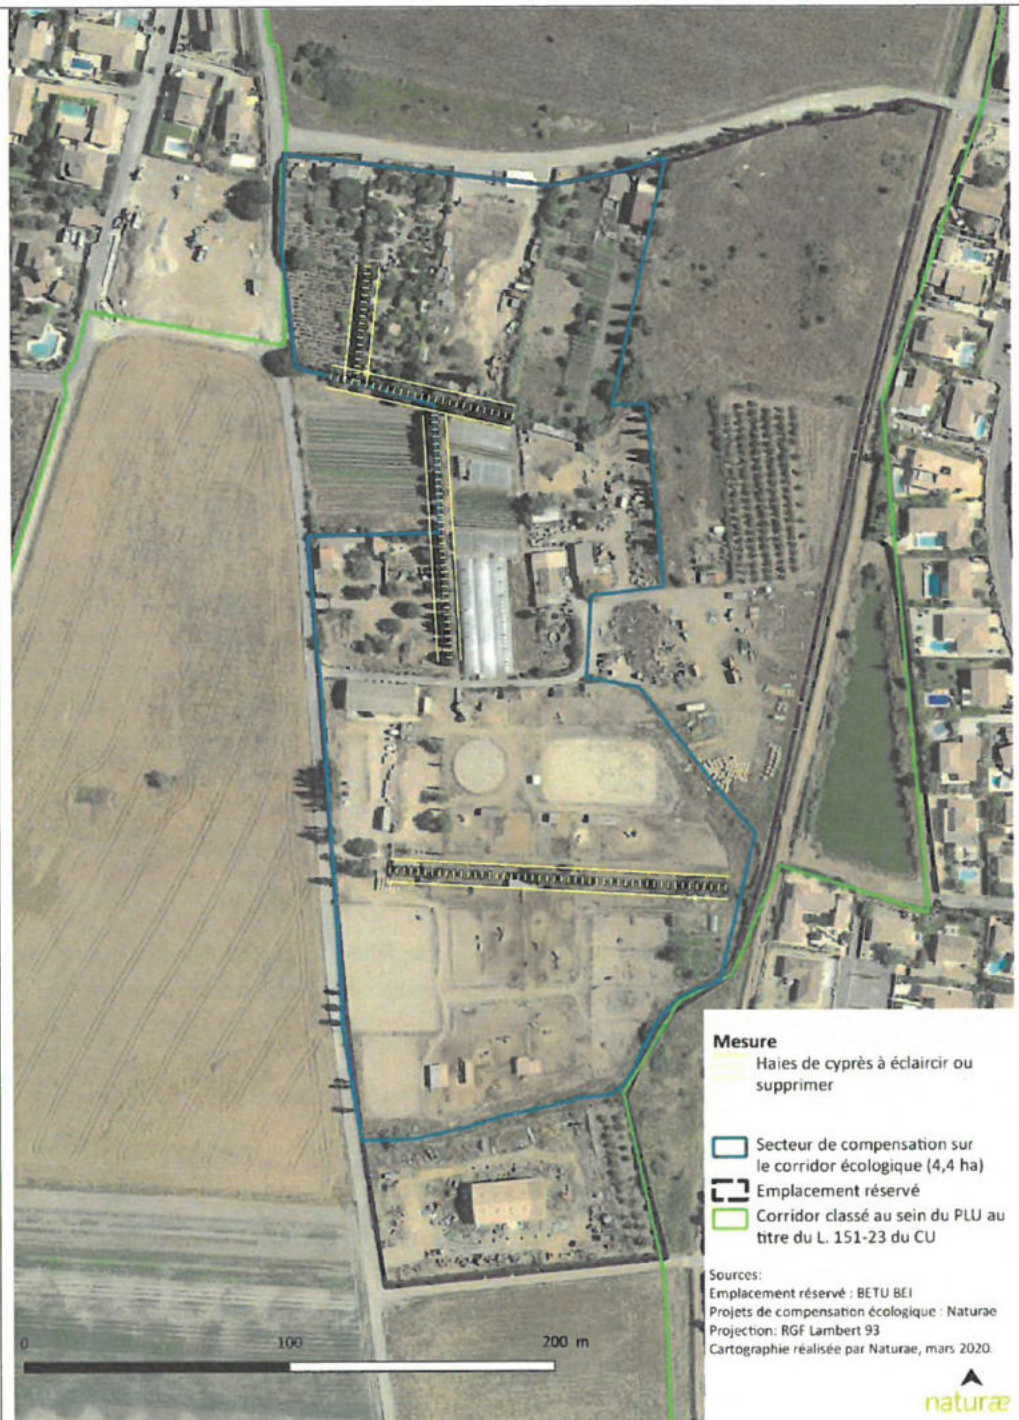 Mesure
Haies de cyprès à éclaircir ou
supprimer
Secteur de compensation sur
le corridor écologique (4,4 ha)
Emplacement réservé
Corridor classé au sein du PLU au
titre du L. 151-23 du CU
Sources:
Emplacement réservé : BETU BEI
Projets de compensation écologique : Naturae
Projection: RGF Lambert 93
Cartographie réalisée par Naturae, mars 2020.
0 100 200 m
naturæ